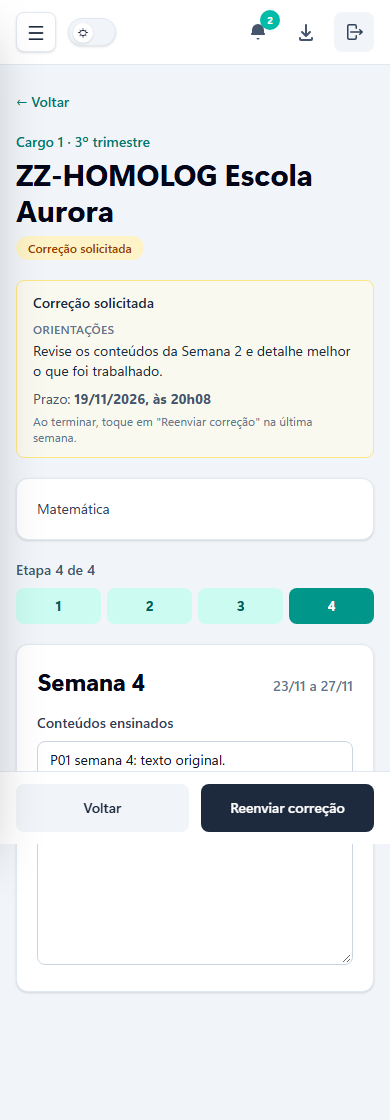 2
← Voltar
Cargo 1 · 3º trimestre
ZZ-HOMOLOG Escola
Aurora
Correção solicitada
Correção solicitada
ORIENTAÇÕES
Revise os conteúdos da Semana 2 e detalhe melhor
o que foi trabalhado.
Prazo: 19/11/2026, às 20h08
Ao terminar, toque em "Reenviar correção" na última
semana.
Matemática
Etapa 4 de 4
1 2 3 4
Semana 4 23/11 a 27/11
Conteúdos ensinados
P01 semana 4: texto original.
Voltar Reenviar correção